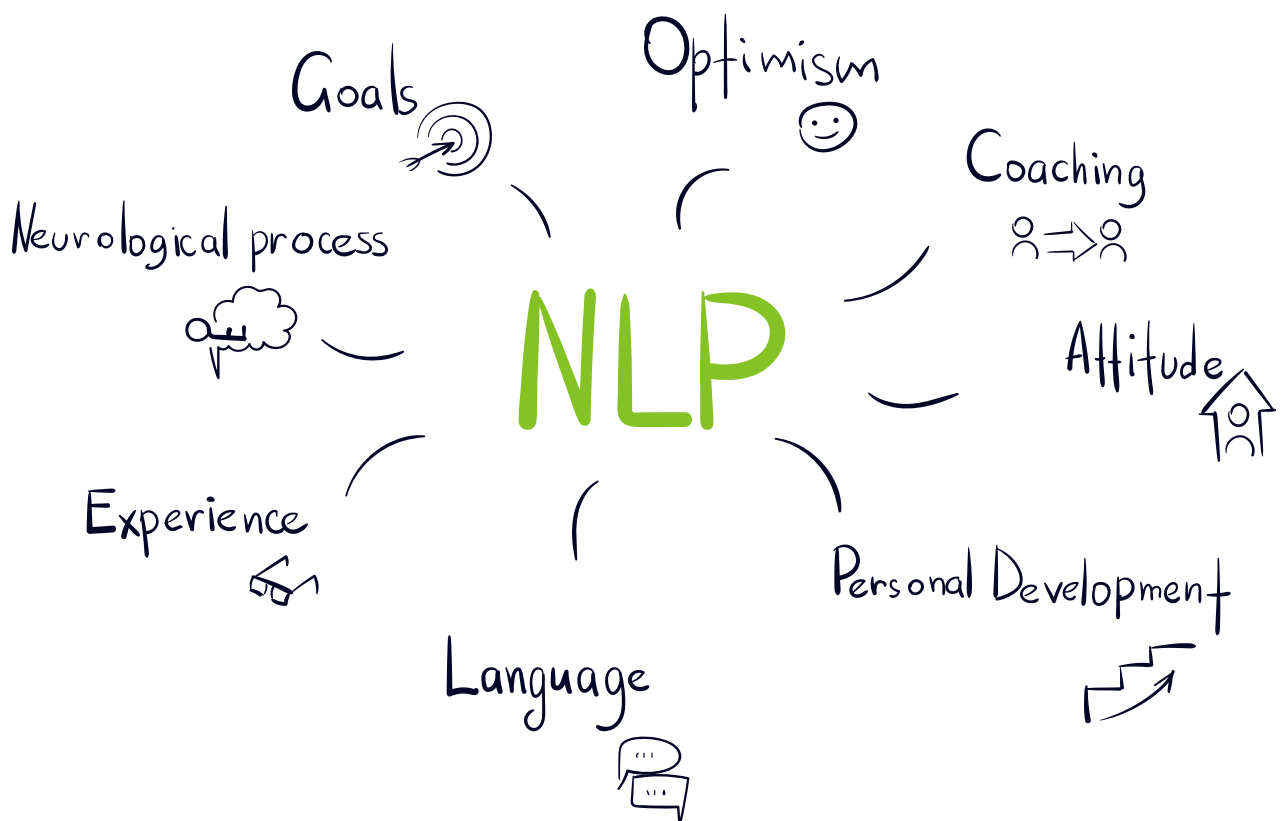 Goals
Optimism
Coaching
Neurological process
NLP
Attitude
Experience
Personal Development
Language